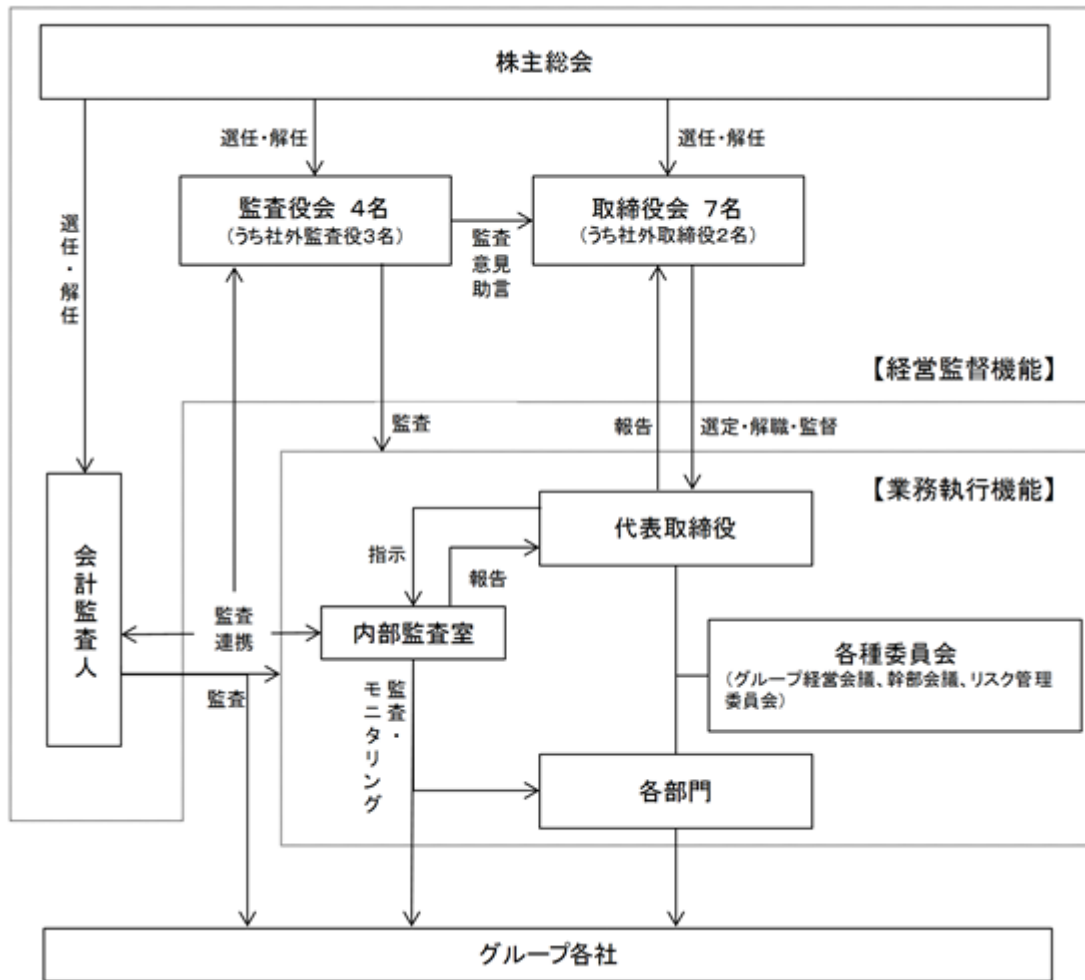 株主総会
選任・解任
選任・解任
選任・解任
監査役会 4名
(うち社外監査役3名)
監査
意見
助言
取締役会 7名
(うち社外取締役2名)
【経営監督機能】
監査
報告
選定・解職・監督
【業務執行機能】
会計監査人
代表取締役
指示
報告
監査
連携
内部監査室
各種委員会
(グループ経営会議、幹部会議、リスク管理
委員会)
監査
監査・
モニタリング
各部門
グループ各社